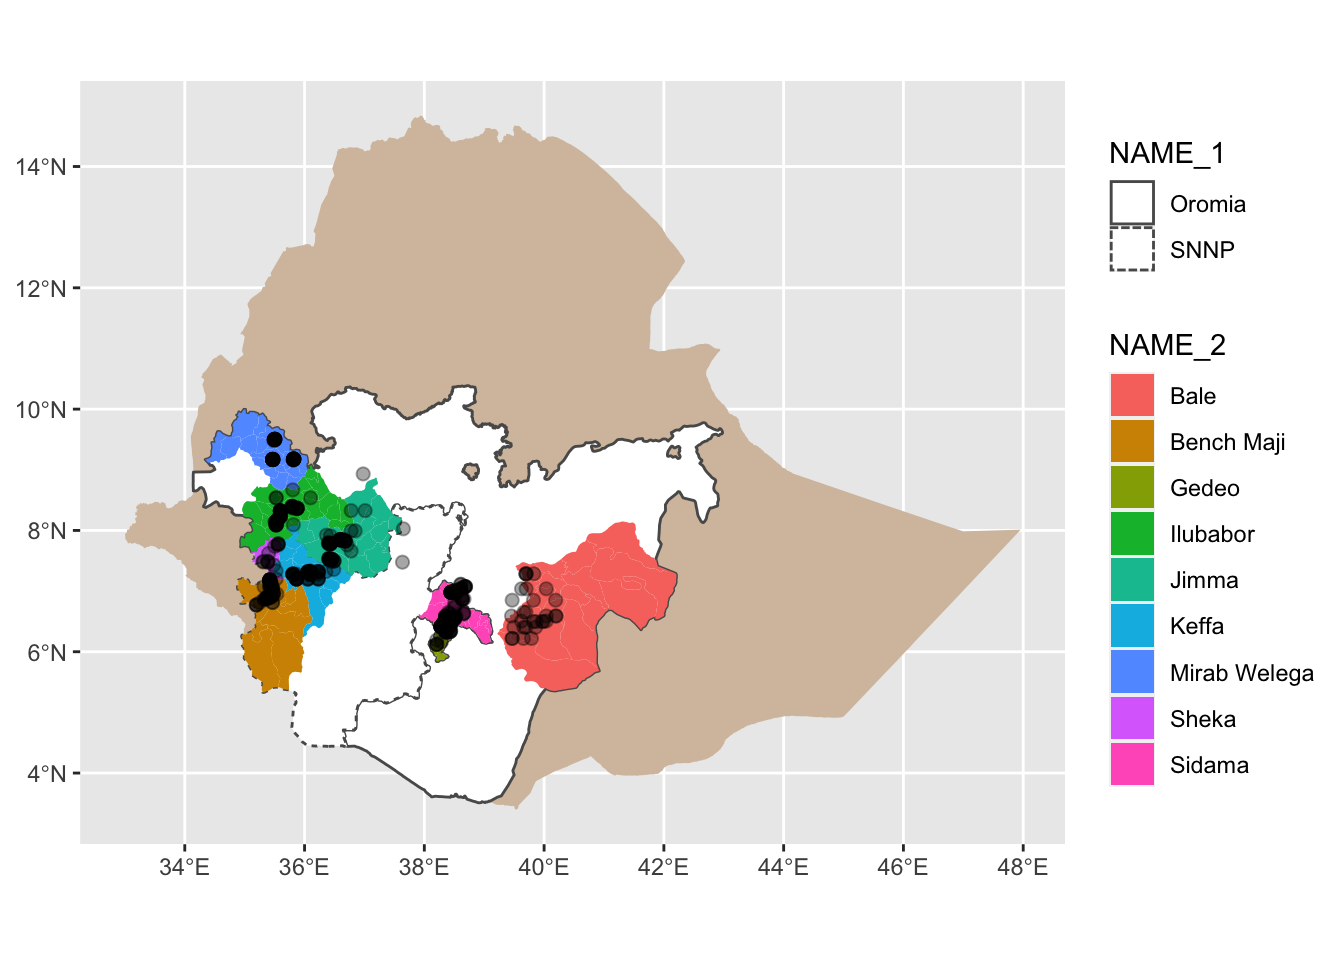 14°N
12°N
10°N
8°N
6°N
4°N
34°E
36°E
38°E
40°E
42°E
44°E
46°E
48°E
NAME_1
Oromia
SNNP
NAME_2
Bale
Bench Maji
Gedeo
Ilubabor
Jimma
Keffa
Mirab Welega
Sheka
Sidama